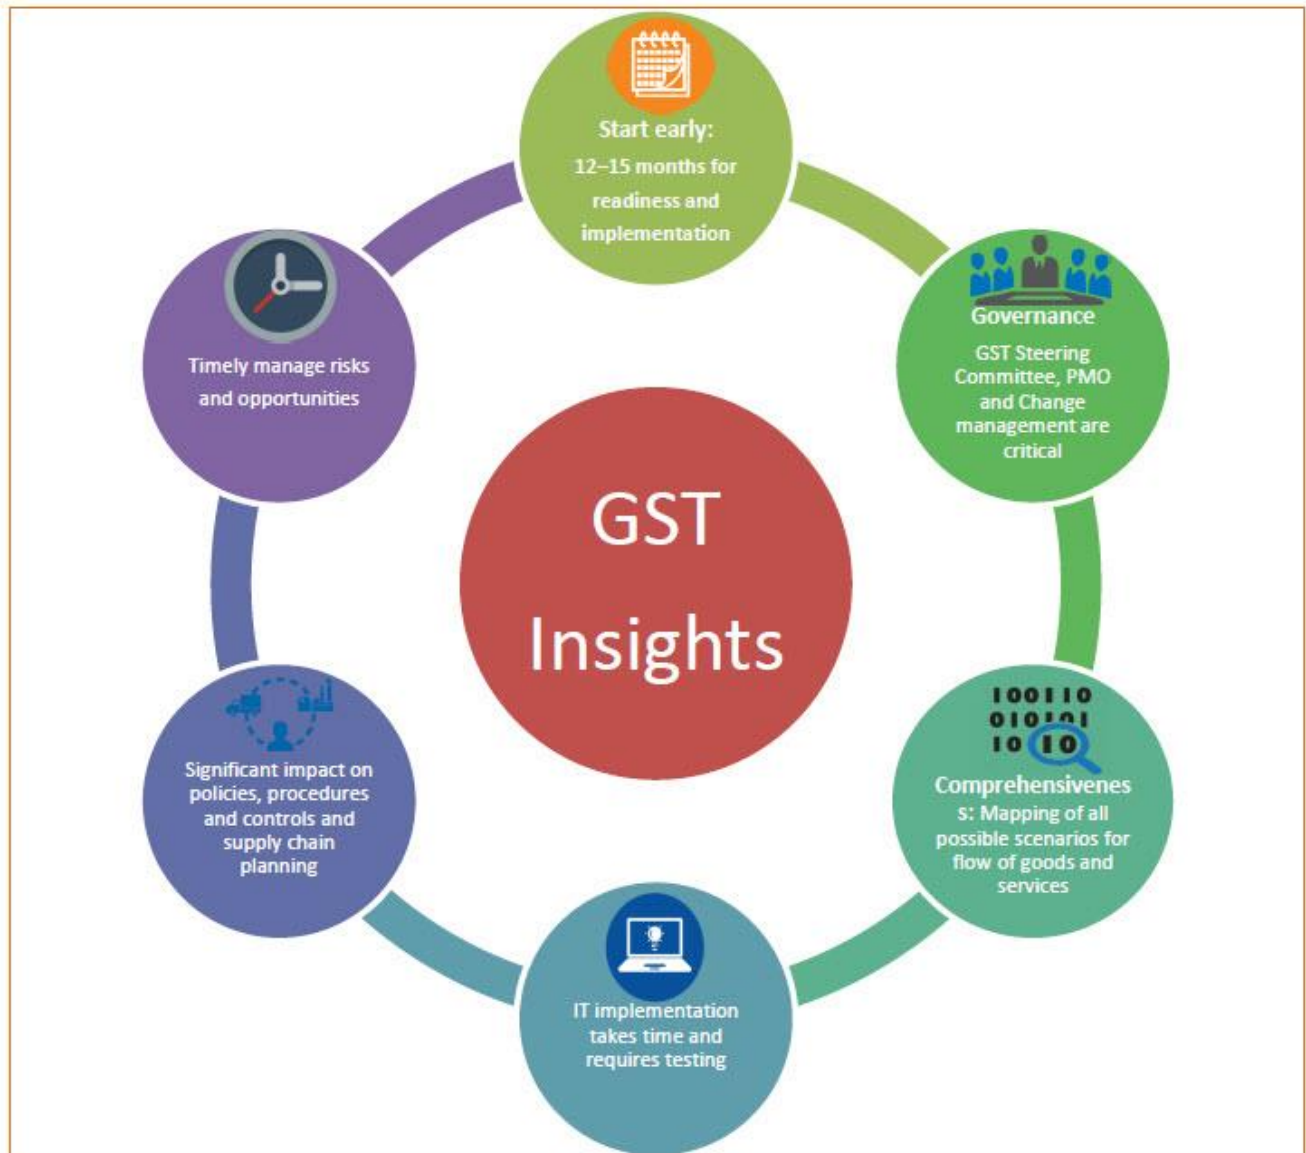 Start early:
12–15 months for
readiness and
implementation
Governance
GST Steering
Committee, PMO
and Change
management are
critical
100110
010101
10 10
Comprehensivenes
s: Mapping of all
possible scenarios for
flow of goods and
services
IT implementation
takes time and
requires testing
Significant impact on
policies, procedures
and controls and
supply chain
planning
Timely manage risks
and opportunities
GST
Insights